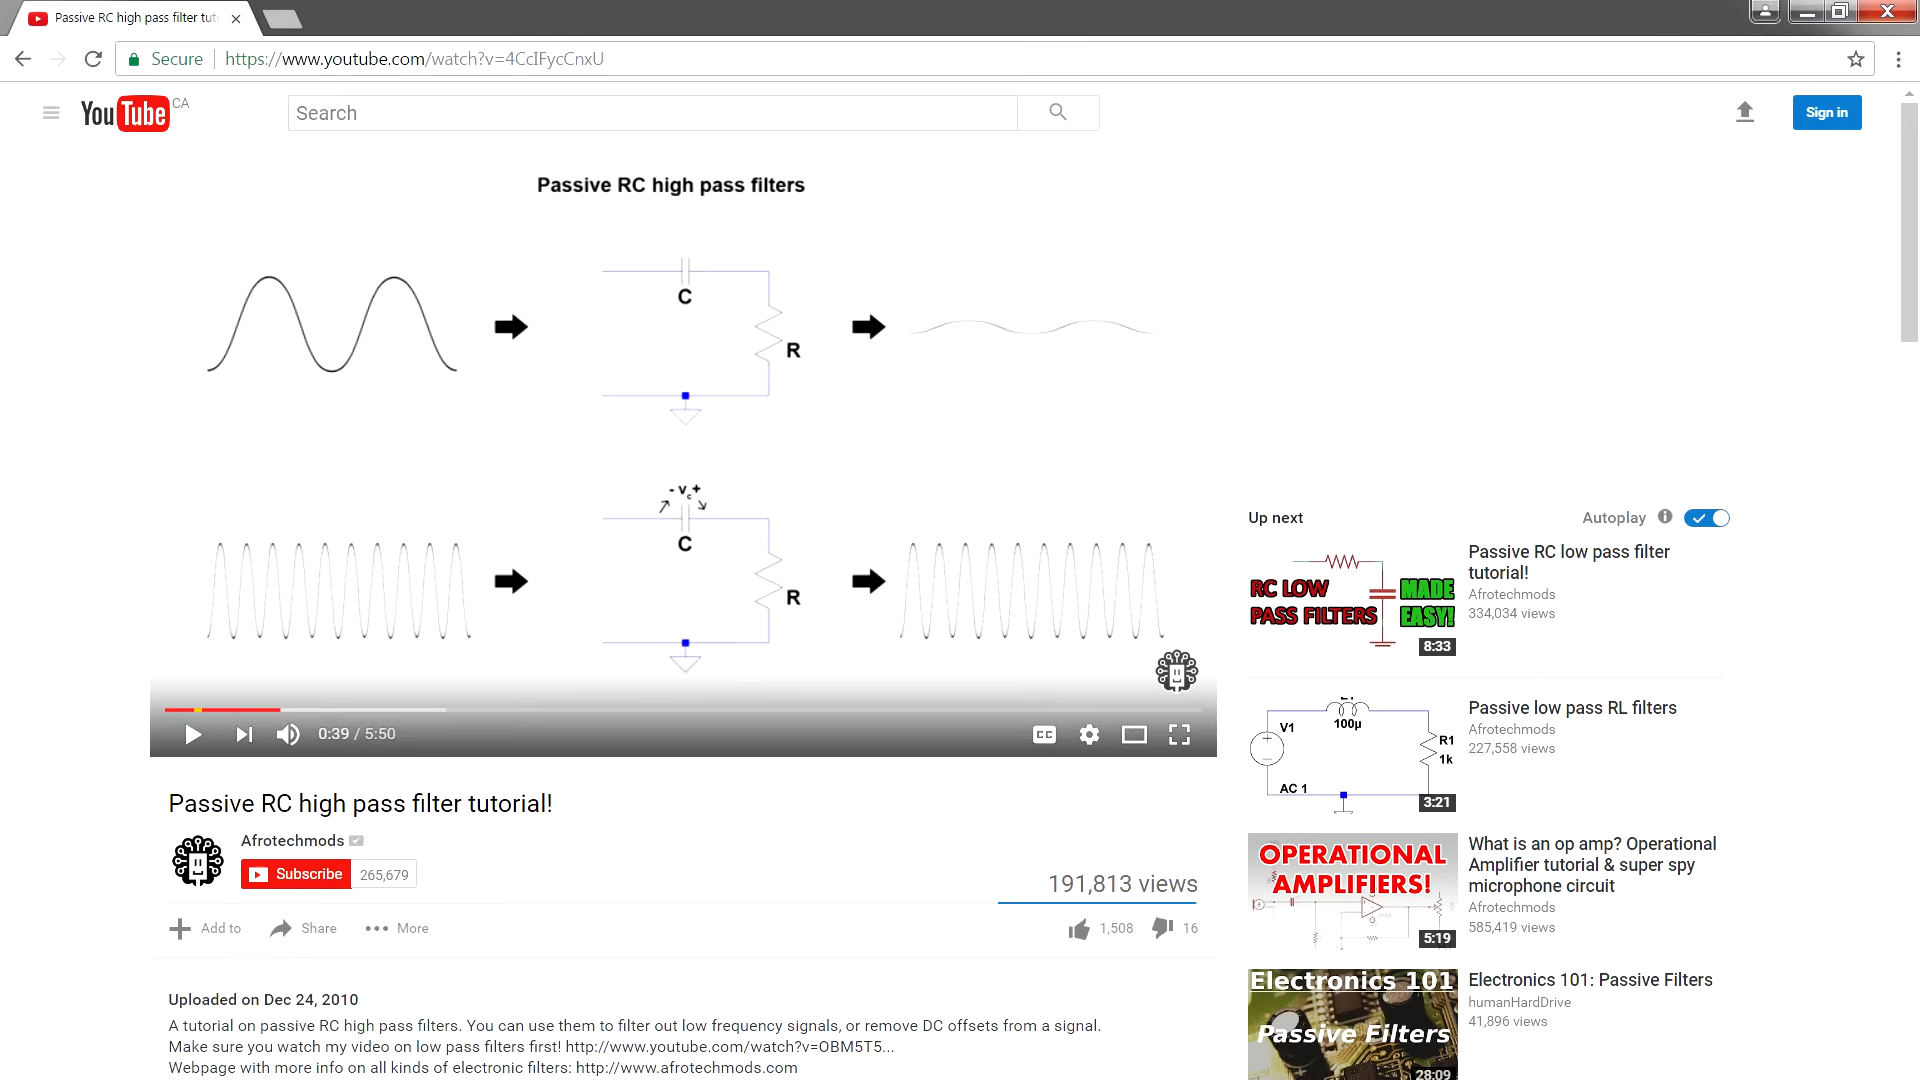 Passive RC high pass filter tut
Secure https://www.youtube.com/watch?v=4CcIFycCnxU
YouTube CA
Search
Sign in
Passive RC high pass filters
C
R
- Vc +
C
R
0:39 / 5:50
CC
Passive RC high pass filter tutorial!
Afrotechmods
Subscribe 265,679
191,813 views
Add to Share More
1,508 16
Uploaded on Dec 24, 2010
A tutorial on passive RC high pass filters. You can use them to filter out low frequency signals, or remove DC offsets from a signal.
Make sure you watch my video on low pass filters first! http://www.youtube.com/watch?v=OBM5T5...
Webpage with more info on all kinds of electronic filters: http://www.afrotechmods.com
Up next Autoplay
RC LOW
PASS FILTERS
MADE
EASY!
8:33
Passive RC low pass filter
tutorial!
Afrotechmods
334,034 views
V1
100µ
R1
1k
AC 1
3:21
Passive low pass RL filters
Afrotechmods
227,558 views
OPERATIONAL
AMPLIFIERS!
5:19
What is an op amp? Operational
Amplifier tutorial & super spy
microphone circuit
Afrotechmods
585,419 views
Electronics 101
Passive Filters
28:09
Electronics 101: Passive Filters
humanHardDrive
41,896 views